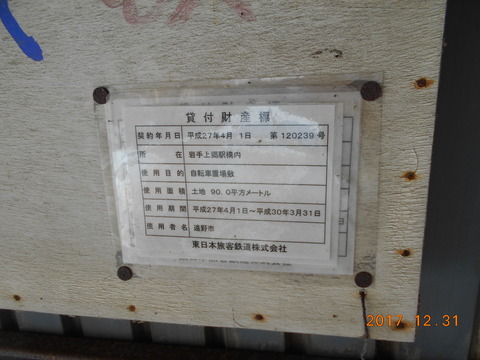 貸付財産標
契約年月日 平成27年4月 1日 第 120239 号
所在 岩手上郷駅構内
使用目的 自転車置場敷
使用面積 土地 90.0平方メートル
使用期間 平成27年4月1日～平成30年3月31日
使用者名 遠野市
東日本旅客鉄道株式会社
2017.12.31